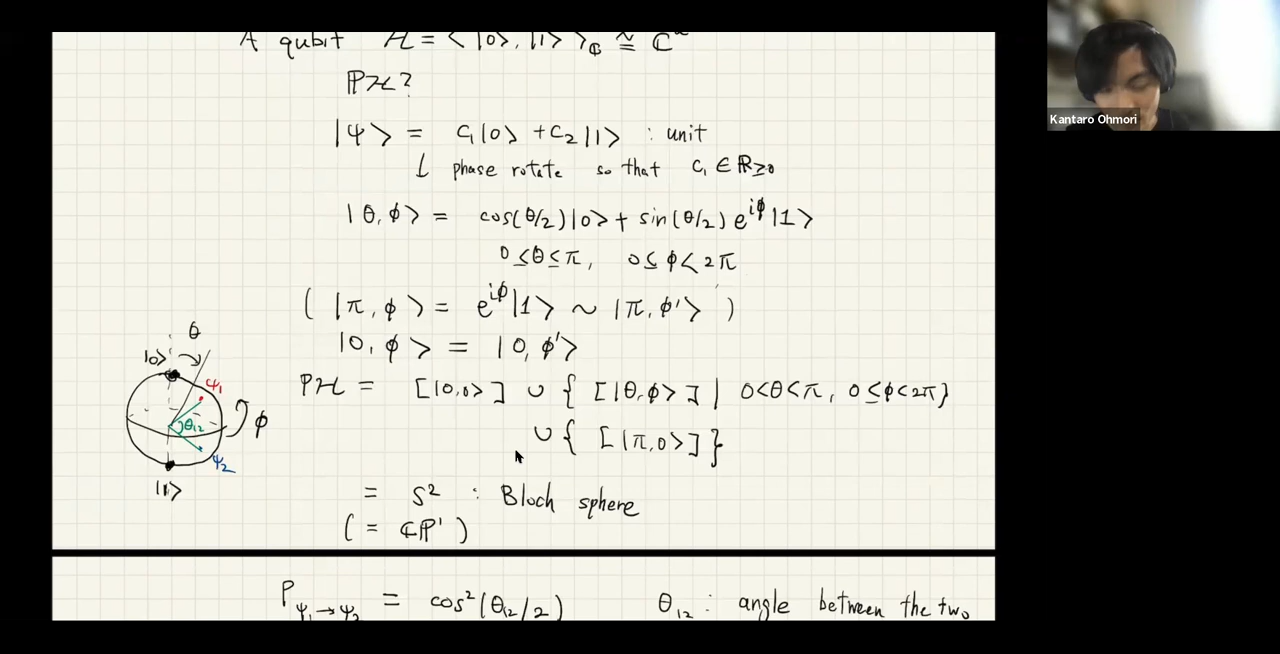 A qubit ℋ = < |0>, |1> >_ℂ ≅ ℂ²
ℙℋ?
|ψ> = c₁|0> + c₂|1> : unit
↓ phase rotate so that c₁ ∈ ℝ≥0
|θ,φ> = cos(θ/2)|0> + sin(θ/2) e^{iφ}|1>
0≤θ≤π, 0≤φ<2π
( |π,φ> = e^{iφ}|1> ~ |π,φ'> )
|0,φ> = |0,φ'>
Pℋ = [|0,0>] ∪ { [|θ,φ>] | 0<θ<π, 0≤φ<2π}
∪ { [|π,0>] }
= S² : Bloch sphere
( = ℂℙ¹ )
θ
|0>
ψ₁
θ₁₂
φ
ψ₂
|1>
P_{ψ₁→ψ₂} = cos²(θ₁₂/2) θ₁₂ : angle between the two
Kantaro Ohmori